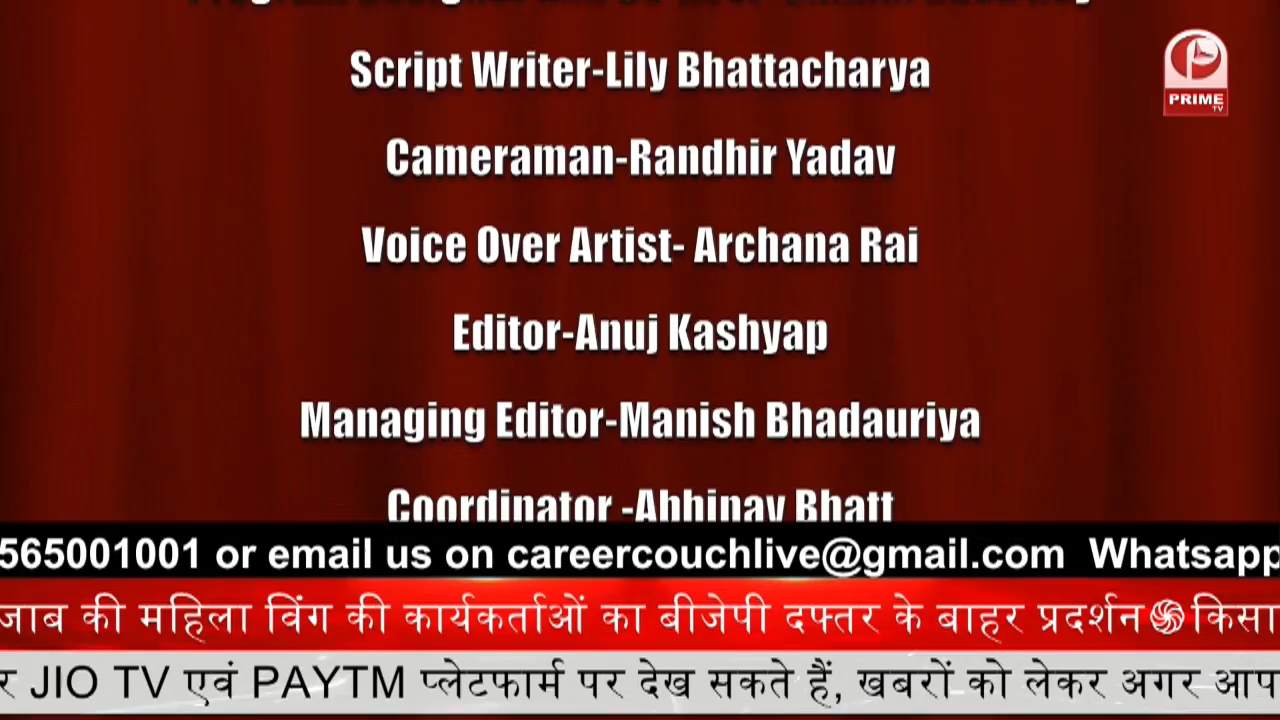 Script Writer-Lily Bhattacharya
PRIME
TV
Cameraman-Randhir Yadav
Voice Over Artist- Archana Rai
Editor-Anuj Kashyap
Managing Editor-Manish Bhadauriya
Coordinator -Abhinav Bhatt
565001001 or email us on careercouchlive@gmail.com Whatsapp
जाब की महिला विंग की कार्यकर्ताओं का बीजेपी दफ्तर के बाहर प्रदर्शन किसा
र JIO TV एवं PAYTM प्लेटफार्म पर देख सकते हैं, खबरों को लेकर अगर आप